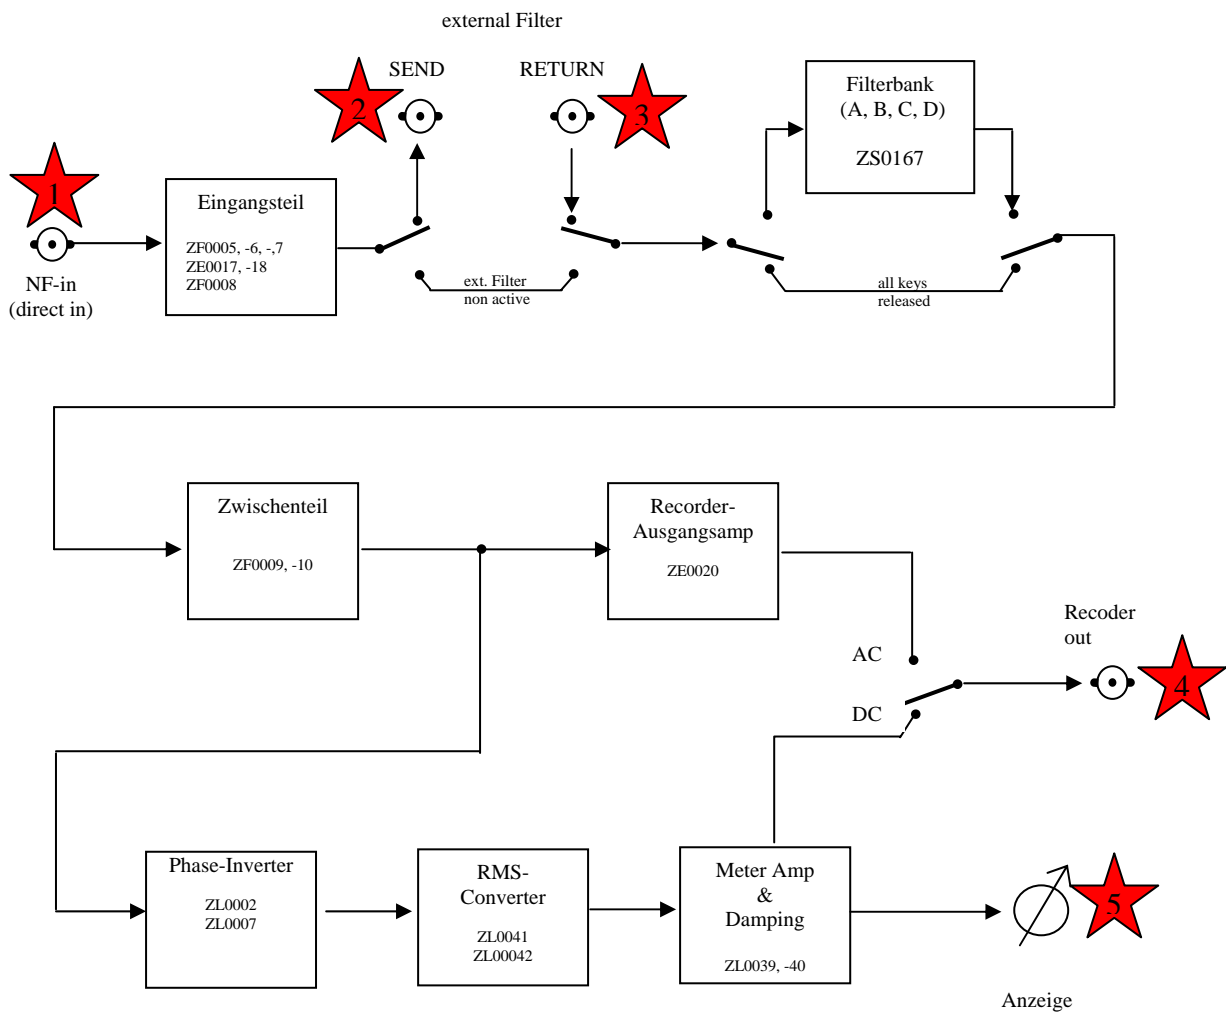 external Filter
SEND
RETURN
2
3
Filterbank
(A, B, C, D)
ZS0167
1
Eingangsteil
ZF0005, -6, -,7
ZE0017, -18
ZF0008
NF-in
(direct in)
ext. Filter
non active
all keys
released
Zwischenteil
ZF0009, -10
Recorder-
Ausgangsamp
ZE0020
AC
DC
Recoder
out
4
Phase-Inverter
ZL0002
ZL0007
RMS-
Converter
ZL0041
ZL00042
Meter Amp
&
Damping
ZL0039, -40
5
Anzeige